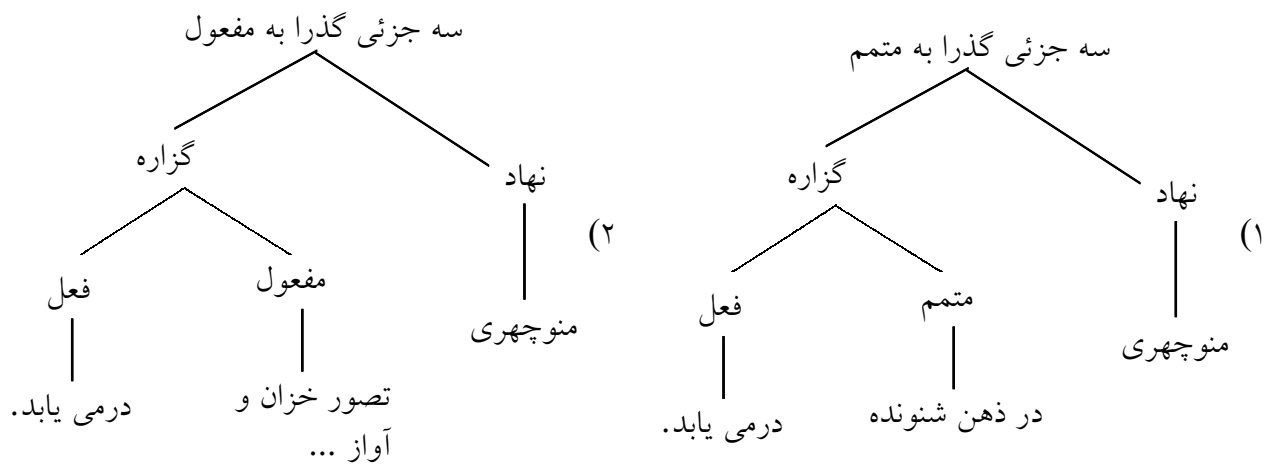 ۱)
سه جزئی گذرا به متمم
نهاد
گزاره
منوچهری
متمم
فعل
در ذهن شنونده
درمی یابد.
۲)
سه جزئی گذرا به مفعول
نهاد
گزاره
منوچهری
مفعول
فعل
تصور خزان و
آواز ...
درمی یابد.